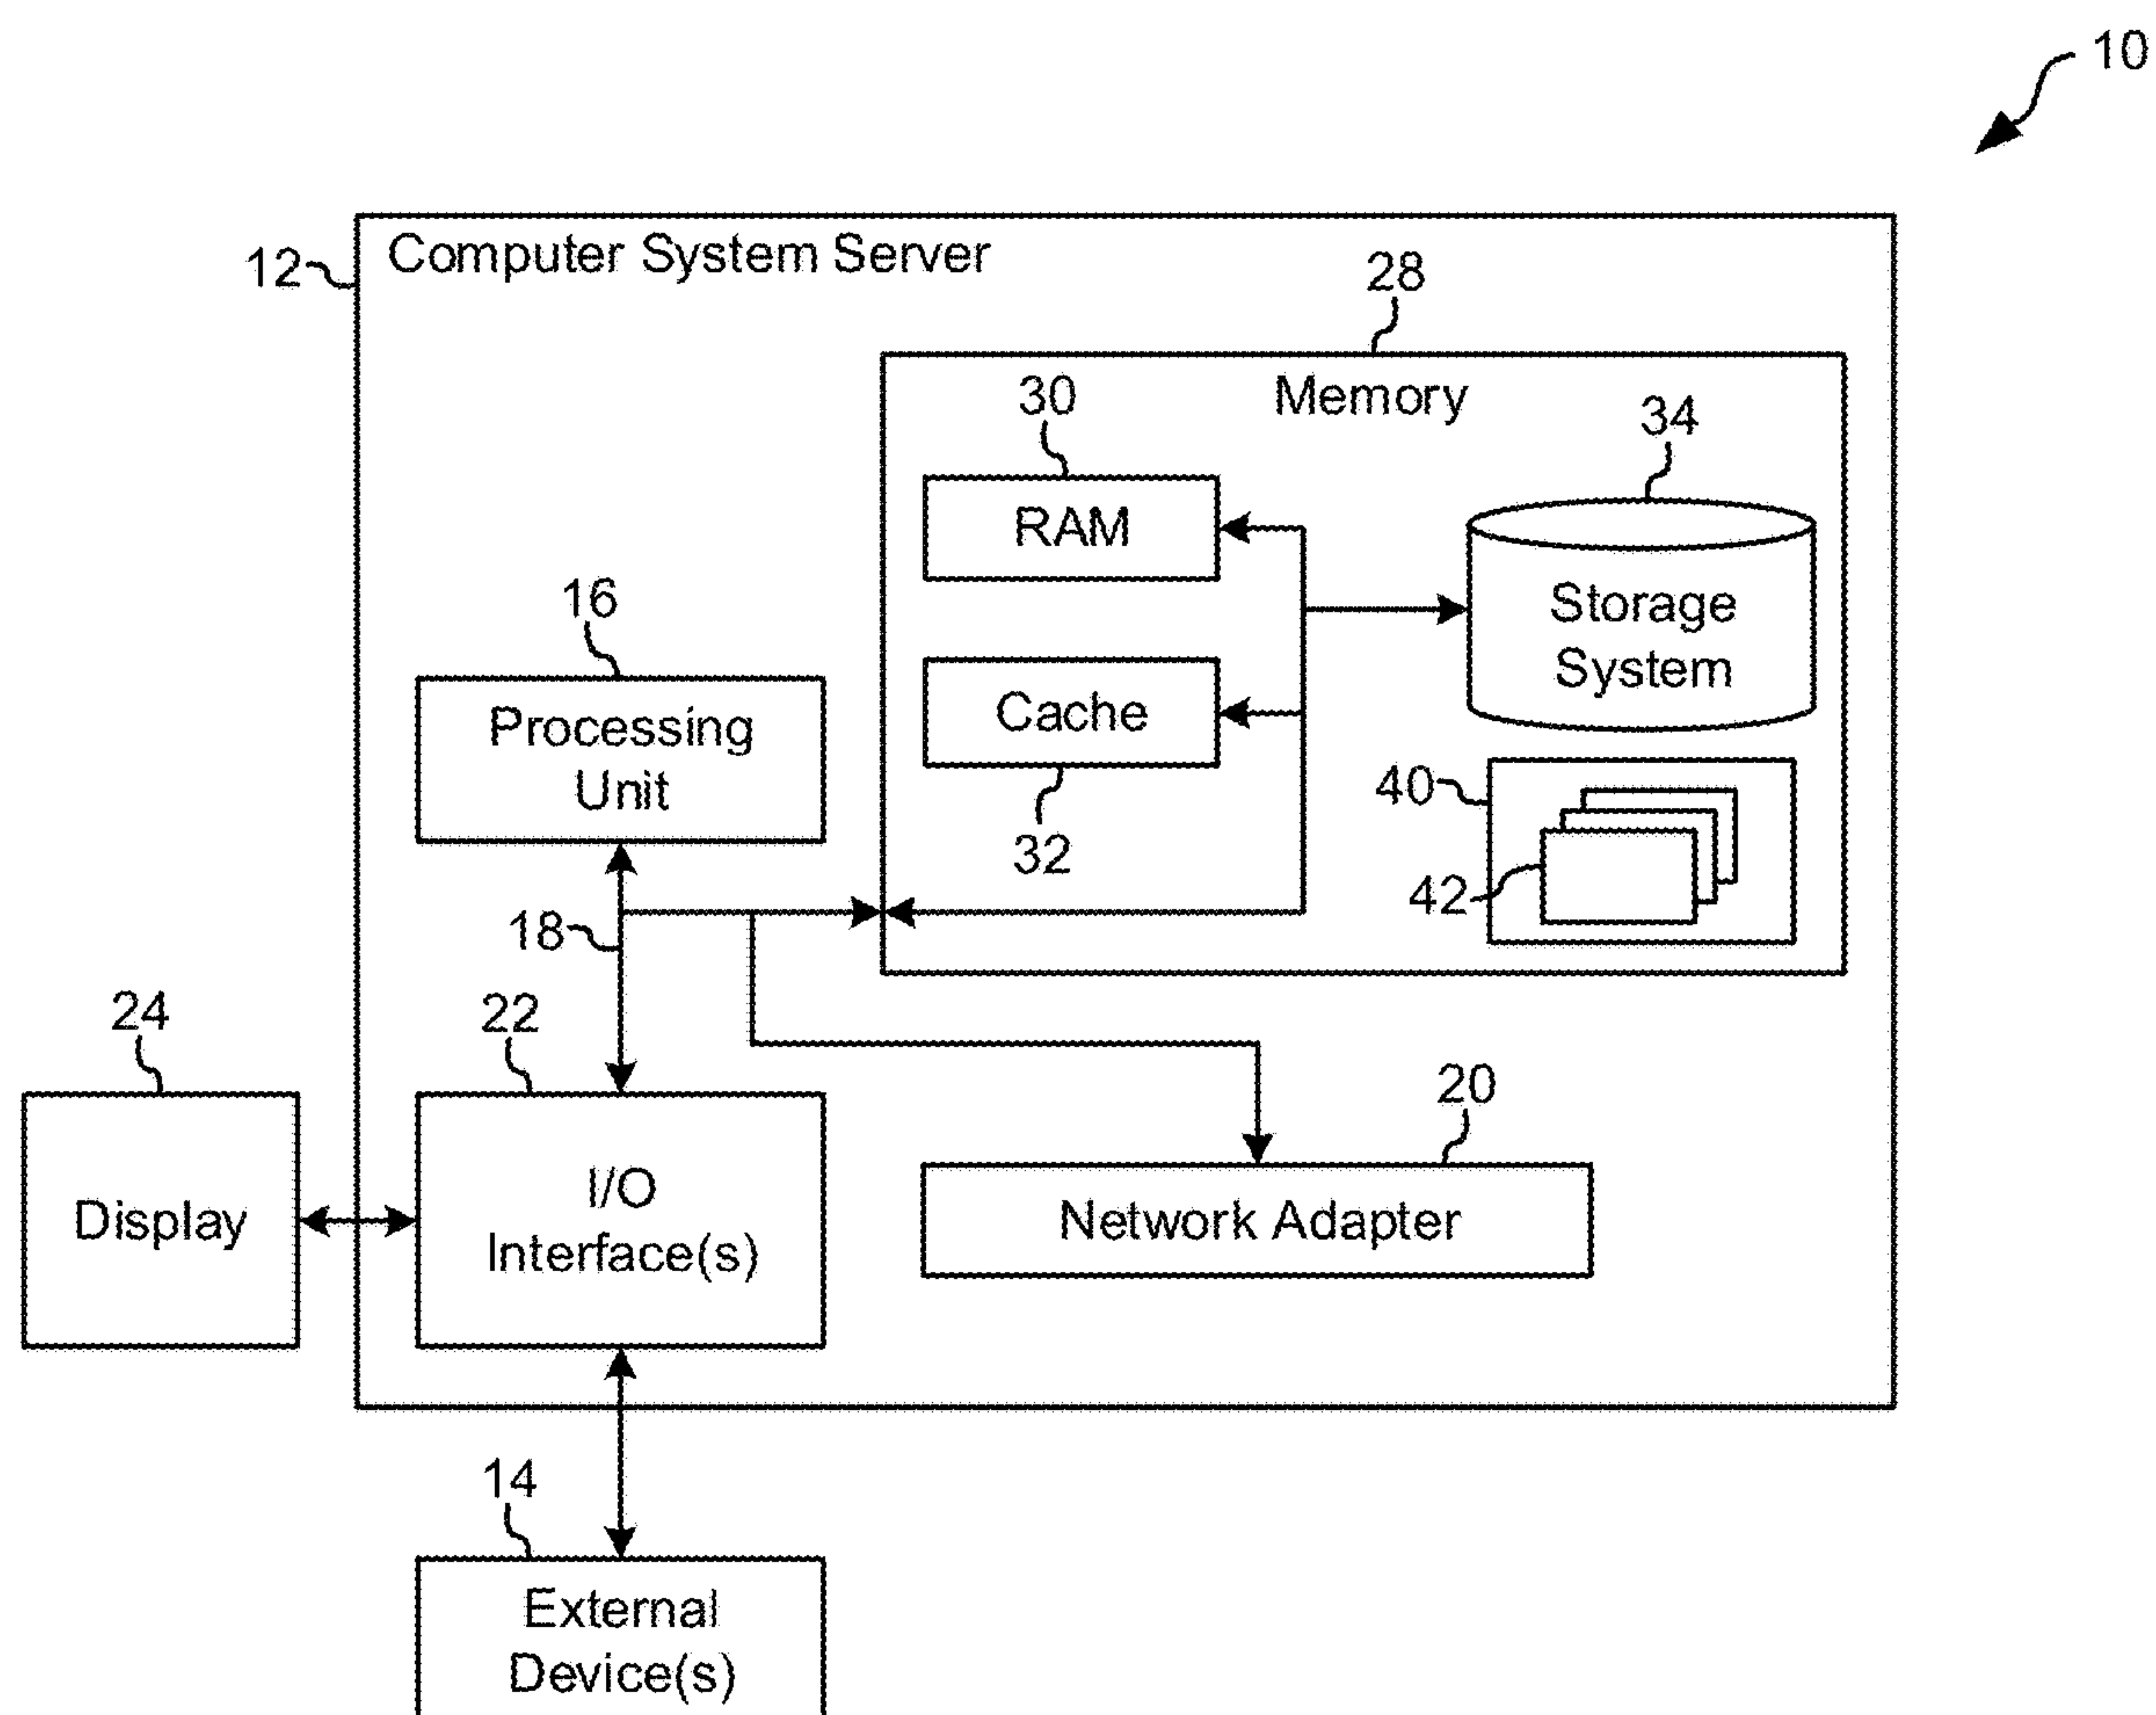 10
12
Computer System Server
28
Memory
30
34
RAM
Storage
System
16
Processing
Unit
Cache
32
40
42
18
24
22
20
Display
I/O
Interface(s)
Network Adapter
14
External
Device(s)